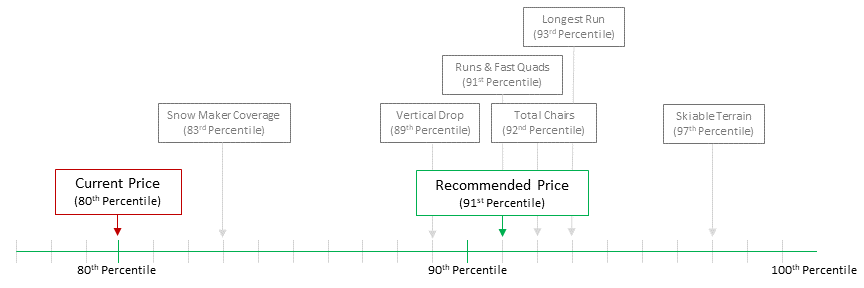 Longest Run
(93rd Percentile)
Runs & Fast Quads
(91st Percentile)
Snow Maker Coverage
(83rd Percentile)
Vertical Drop
(89th Percentile)
Total Chairs
(92nd Percentile)
Skiable Terrain
(97th Percentile)
Current Price
(80th Percentile)
Recommended Price
(91st Percentile)
80th Percentile
90th Percentile
100th Percentile